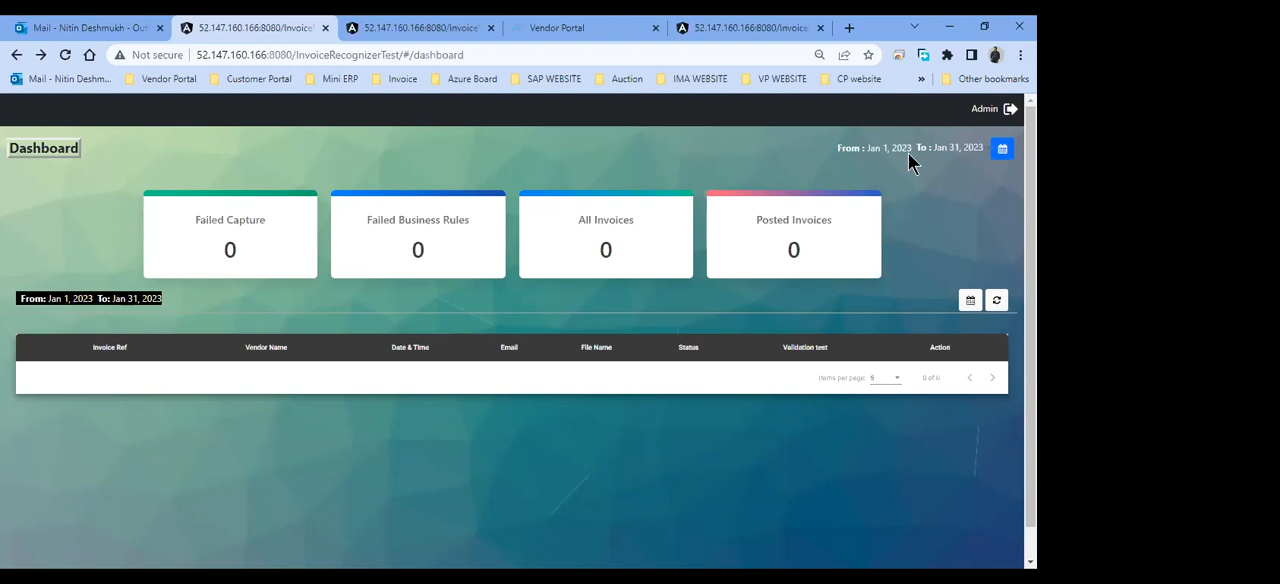 Mail - Nitin Deshmukh - Out
52.147.160.166:8080/Invoice
52.147.160.166:8080/Invoice
Vendor Portal
52.147.160.166:8080/Invoice
Not secure
52.147.160.166:8080/InvoiceRecognizerTest/#/dashboard
Mail - Nitin Deshm...
Vendor Portal
Customer Portal
Mini ERP
Invoice
Azure Board
SAP WEBSITE
Auction
IMA WEBSITE
VP WEBSITE
CP website
»
Other bookmarks
Admin
Dashboard
From : Jan 1, 2023 To : Jan 31, 2023
Failed Capture
0
Failed Business Rules
0
All Invoices
0
Posted Invoices
0
From: Jan 1, 2023 To: Jan 31, 2023
Invoice Ref Vendor Name Date & Time Email File Name Status Validation test Action
Items per page: 5 0 of 0